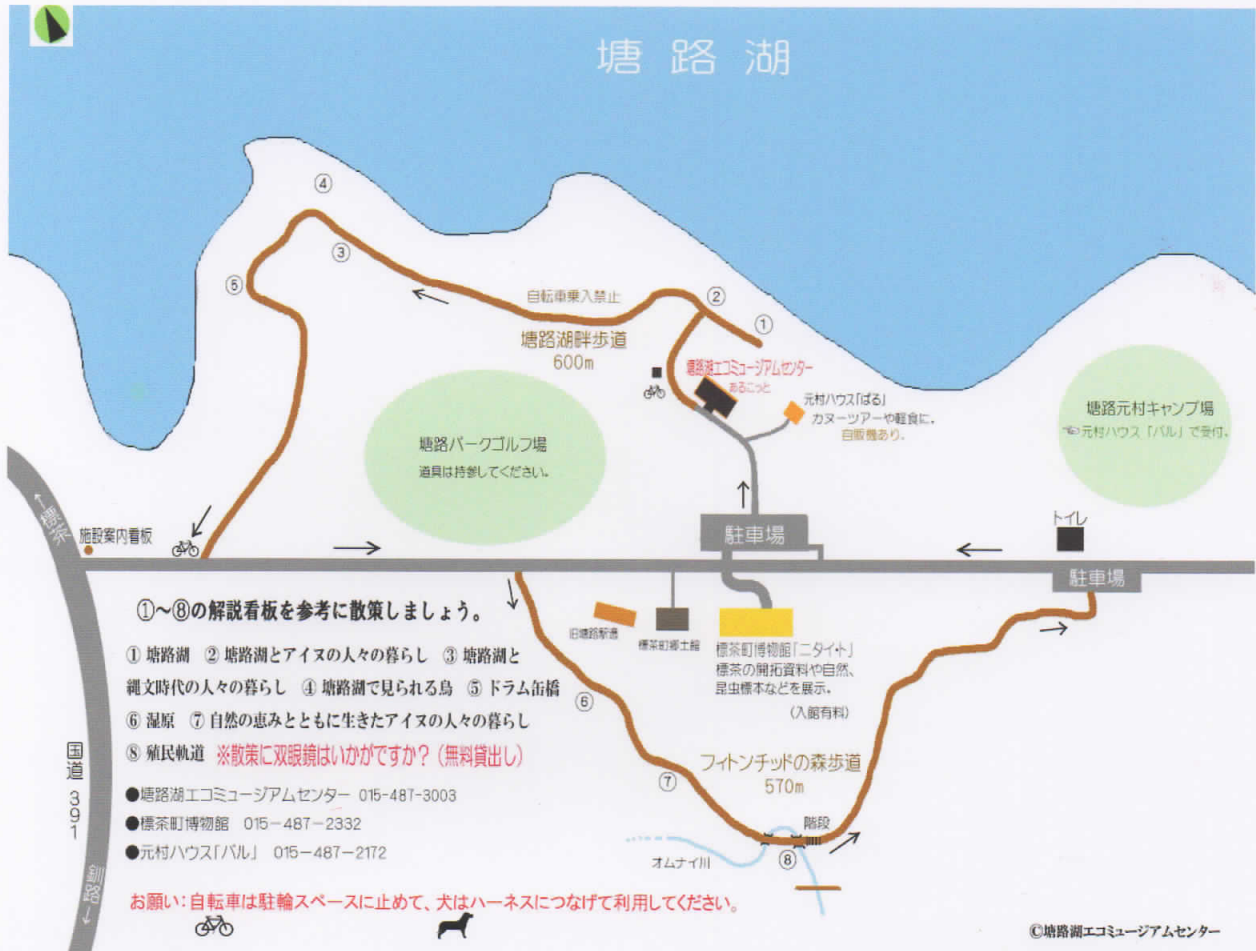 塘路湖
④
③
②
⑤
①
自転車乗入禁止
塘路湖畔歩道
600m
塘路湖エコミュージアムセンター
あるこっと
元村ハウス「ぱる」
カヌーツアーや軽食に。
自販機あり。
塘路元村キャンプ場
元村ハウス「パル」で受付。
塘路パークゴルフ場
道具は持参してください。
←標茶
施設案内看板
駐車場
トイレ
駐車場
①～⑧の解説看板を参考に散策しましょう。
① 塘路湖 ② 塘路湖とアイヌの人々の暮らし ③ 塘路湖と
縄文時代の人々の暮らし ④ 塘路湖で見られる鳥 ⑤ ドラム缶橋
⑥ 湿原 ⑦ 自然の恵みとともに生きたアイヌの人々の暮らし
⑧ 殖民軌道 ※散策に双眼鏡はいかがですか？（無料貸出し）
旧塘路駅逓
標茶町郷土館
標茶町博物館「ニタイ・ト」
標茶の開拓資料や自然、
昆虫標本などを展示。
（入館有料）
⑥
⑦
フィトンチッドの森歩道
570m
階段
⑧
オムナイ川
国道 391
釧路→
●塘路湖エコミュージアムセンター 015-487-3003
●標茶町博物館 015-487-2332
●元村ハウス「パル」 015-487-2172
お願い：自転車は駐輪スペースに止めて、犬はハーネスにつなげて利用してください。
©塘路湖エコミュージアムセンター